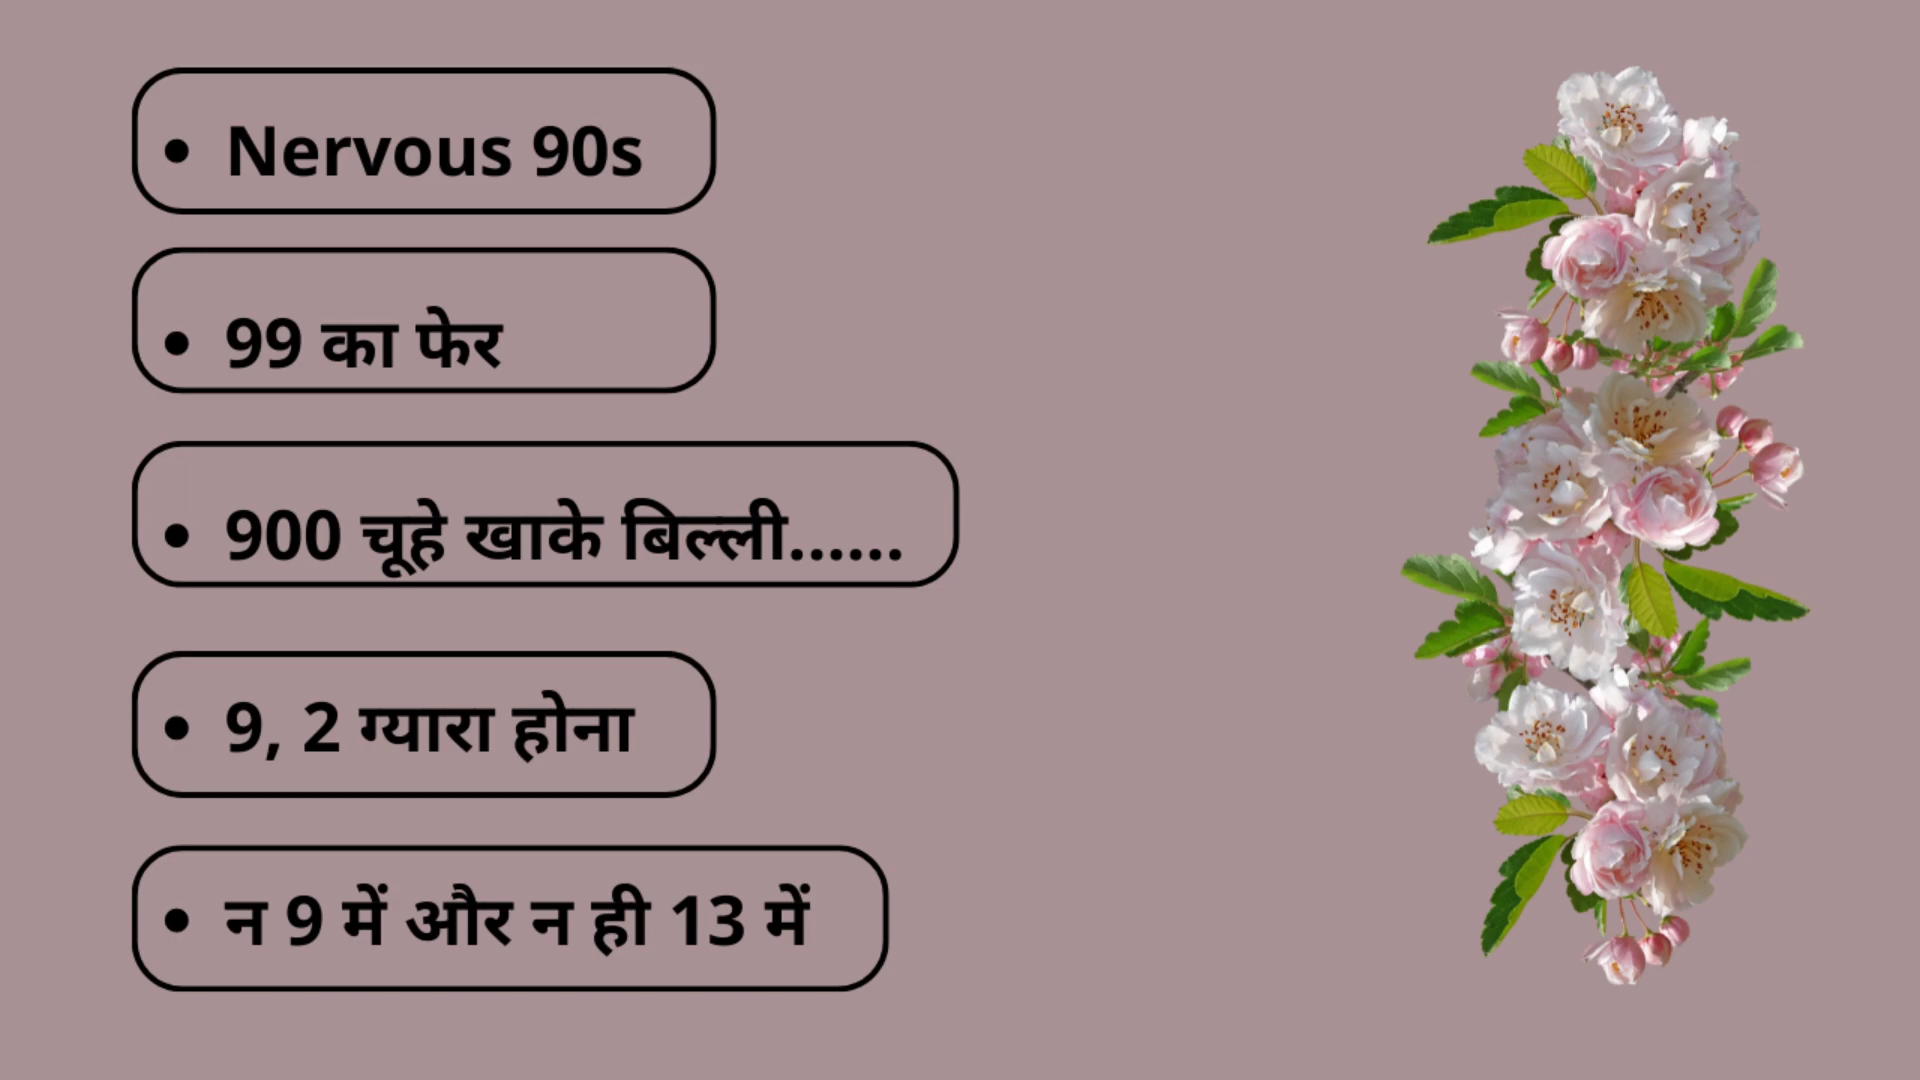 • Nervous 90s
• 99 का फेर
• 900 चूहे खाके बिल्ली......
• 9, 2 ग्यारा होना
• न 9 में और न ही 13 में